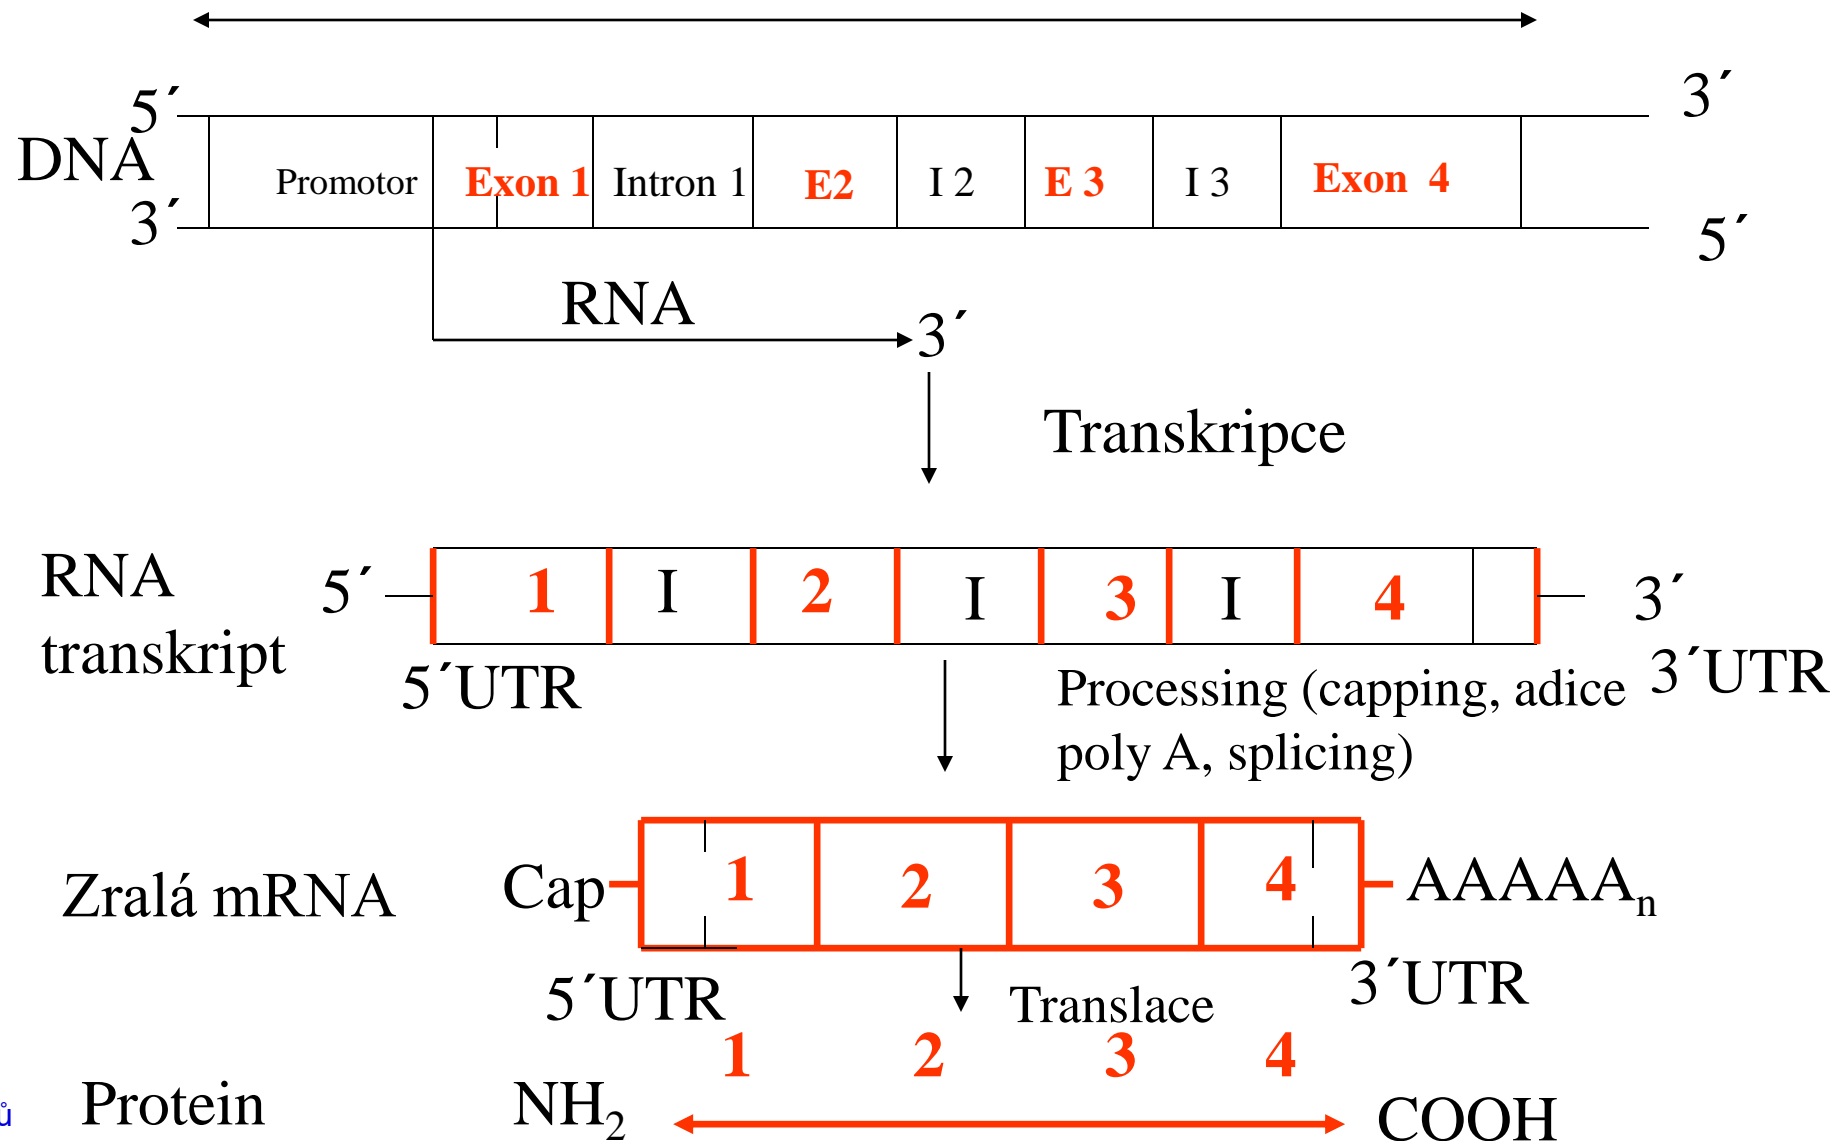 5´ 3´
DNA
Promotor Exon 1 Intron 1 E2 I 2 E 3 I 3 Exon 4
3´ 5´
RNA
3´
Transkripce
RNA
transkript
5´ 1 I 2 I 3 I 4 3´
5´UTR 3´UTR
Processing (capping, adice
poly A, splicing)
Zralá mRNA Cap 1 2 3 4 AAAAAn
5´UTR 3´UTR
Translace
1 2 3 4
ů Protein NH2 COOH